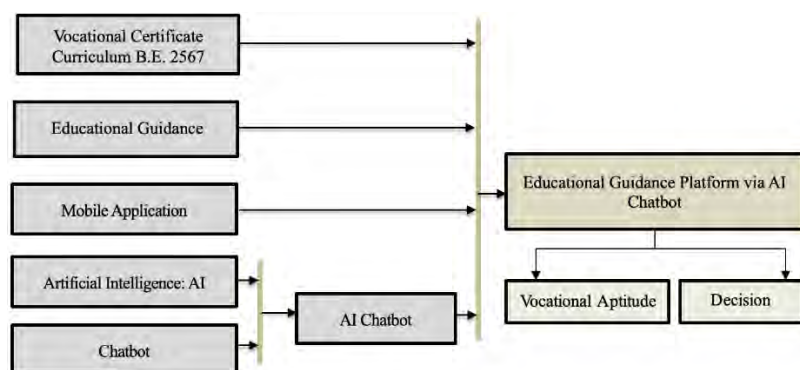 Vocational Certificate
Curriculum B.E. 2567
Educational Guidance
Mobile Application
Artificial Intelligence: AI
Chatbot
AI Chatbot
Educational Guidance Platform via AI
Chatbot
Vocational Aptitude
Decision